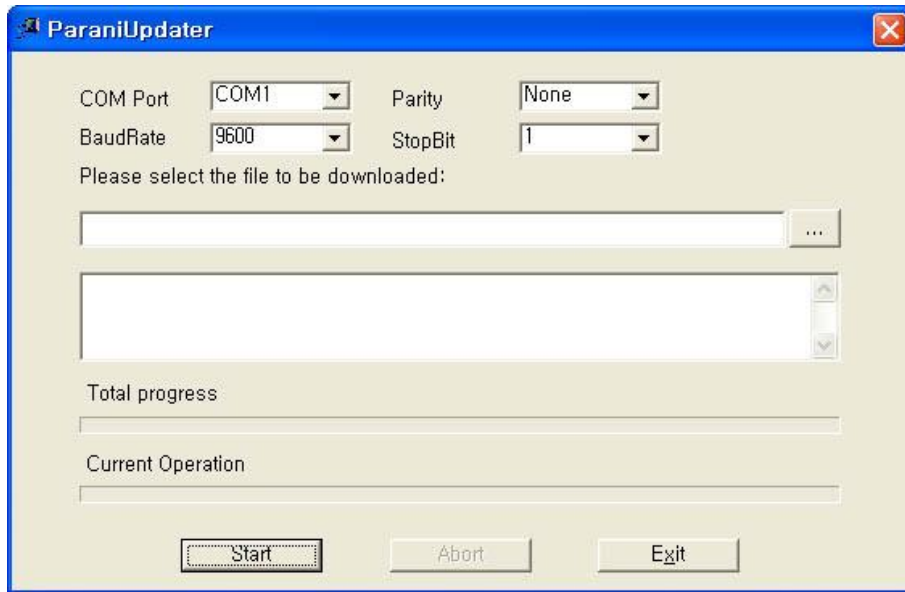 ParaniUpdater
COM Port COM1 Parity None
BaudRate 9600 StopBit 1
Please select the file to be downloaded:
...
Total progress
Current Operation
Start Abort Exit